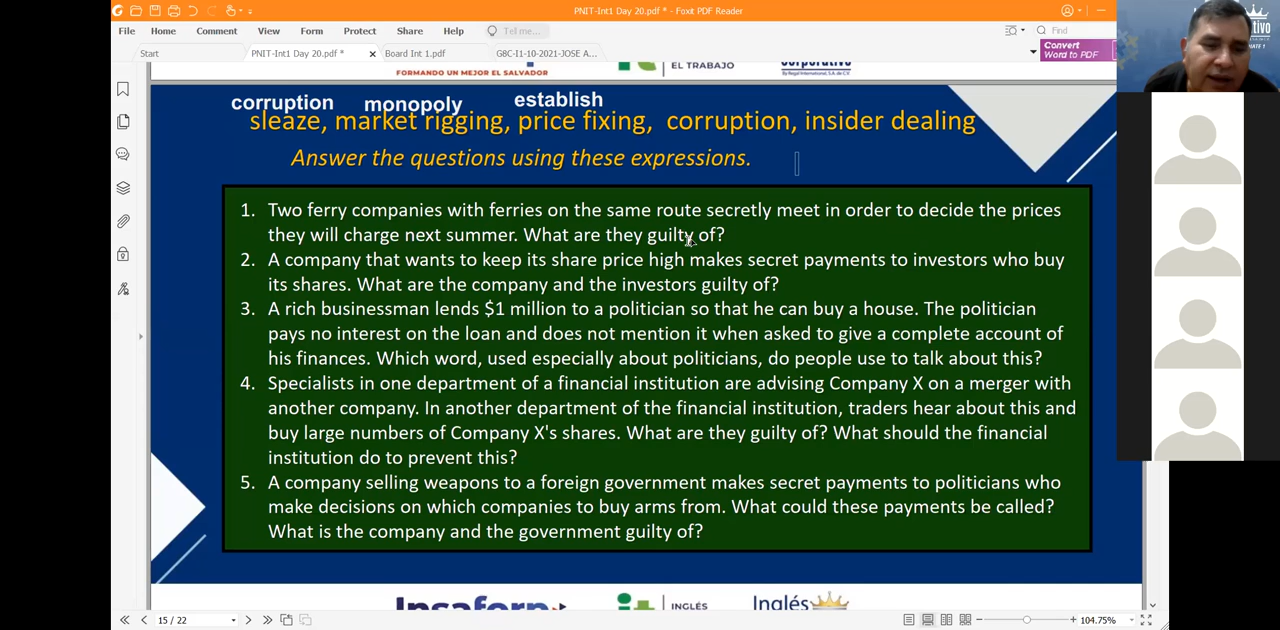 PNIT-Int1 Day 20.pdf * - Foxit PDF Reader
File Home Comment View Form Protect Share Help Tell me... Find
Start PNIT-Int1 Day 20.pdf * Board Int 1.pdf G8C-I1-10-2021-JOSE A...
Convert
Word to PDF
FORMANDO UN MEJOR EL SALVADOR
EL TRABAJO
corporativo
By Regal International, S.A. de C.V.
corruption monopoly establish
sleaze, market rigging, price fixing, corruption, insider dealing
Answer the questions using these expressions.
1. Two ferry companies with ferries on the same route secretly meet in order to decide the prices
they will charge next summer. What are they guilty of?
2. A company that wants to keep its share price high makes secret payments to investors who buy
its shares. What are the company and the investors guilty of?
3. A rich businessman lends $1 million to a politician so that he can buy a house. The politician
pays no interest on the loan and does not mention it when asked to give a complete account of
his finances. Which word, used especially about politicians, do people use to talk about this?
4. Specialists in one department of a financial institution are advising Company X on a merger with
another company. In another department of the financial institution, traders hear about this and
buy large numbers of Company X's shares. What are they guilty of? What should the financial
institution do to prevent this?
5. A company selling weapons to a foreign government makes secret payments to politicians who
make decisions on which companies to buy arms from. What could these payments be called?
What is the company and the government guilty of?
Insaforp
INGLÉS
Inglés
15 / 22
104.75%